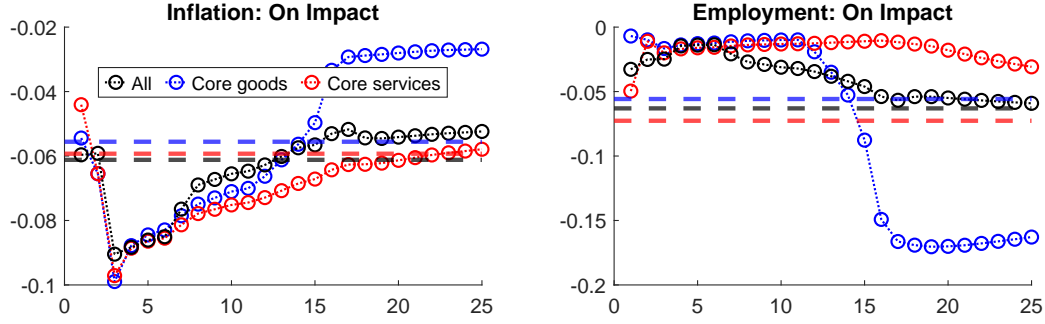 Inflation: On Impact
-0.02
-0.04
-0.06
-0.08
-0.1
0 5 10 15 20 25
All Core goods Core services
Employment: On Impact
0
-0.05
-0.1
-0.15
-0.2
0 5 10 15 20 25